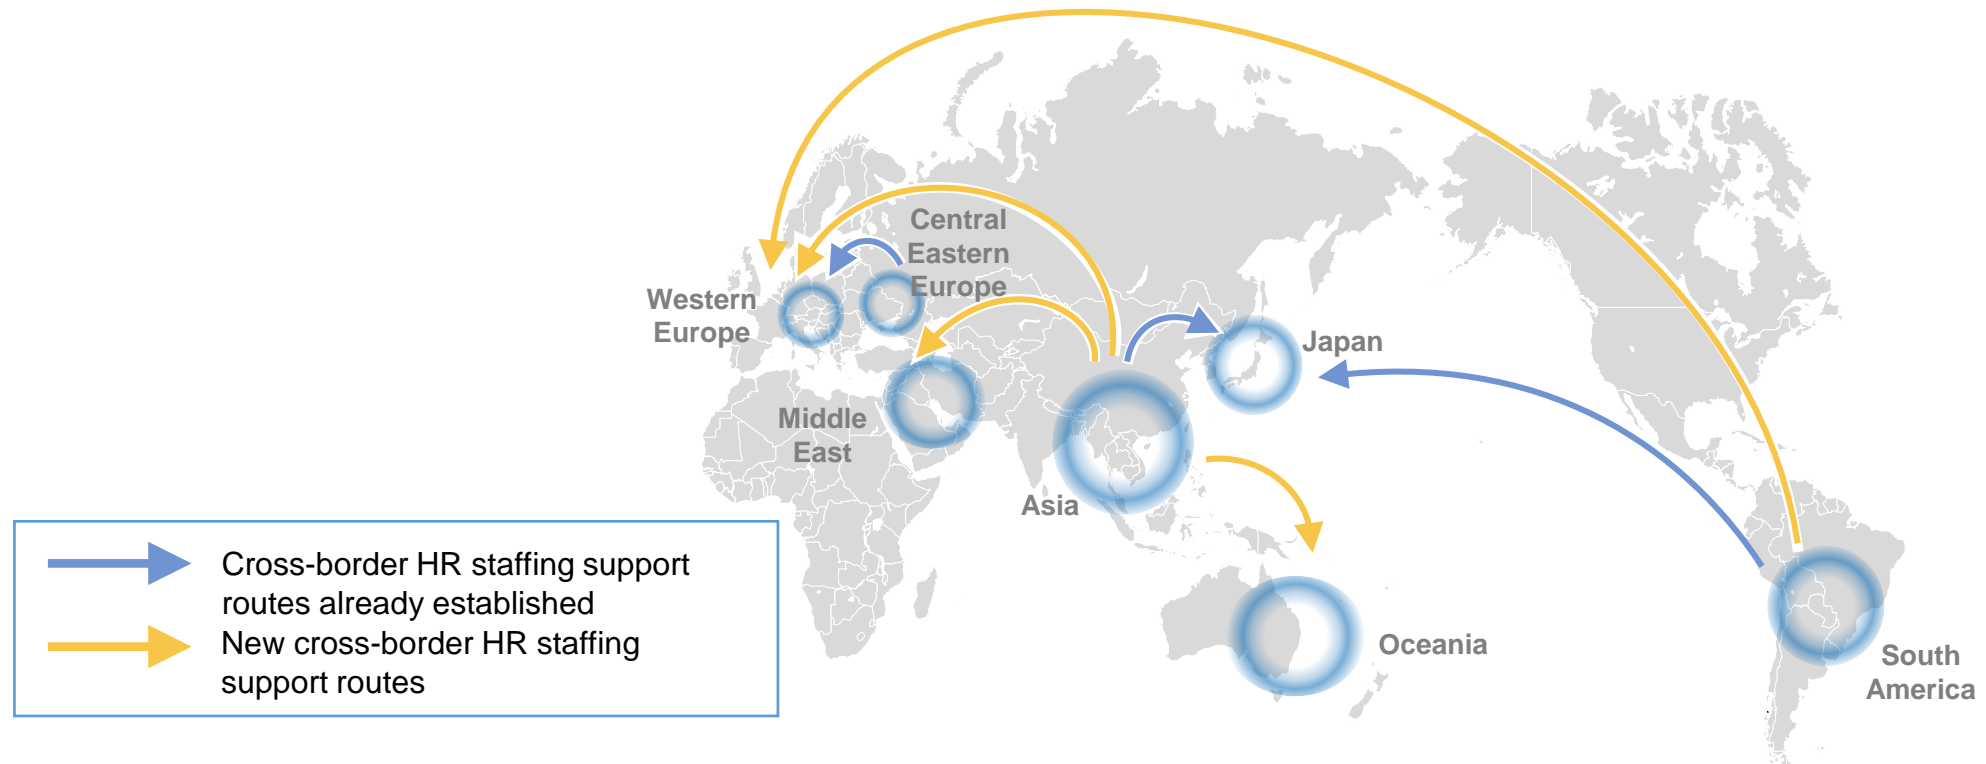 Central
Eastern
Europe
Western
Europe
Japan
Middle
East
Asia
Oceania
South
America
Cross-border HR staffing support
routes already established
New cross-border HR staffing
support routes